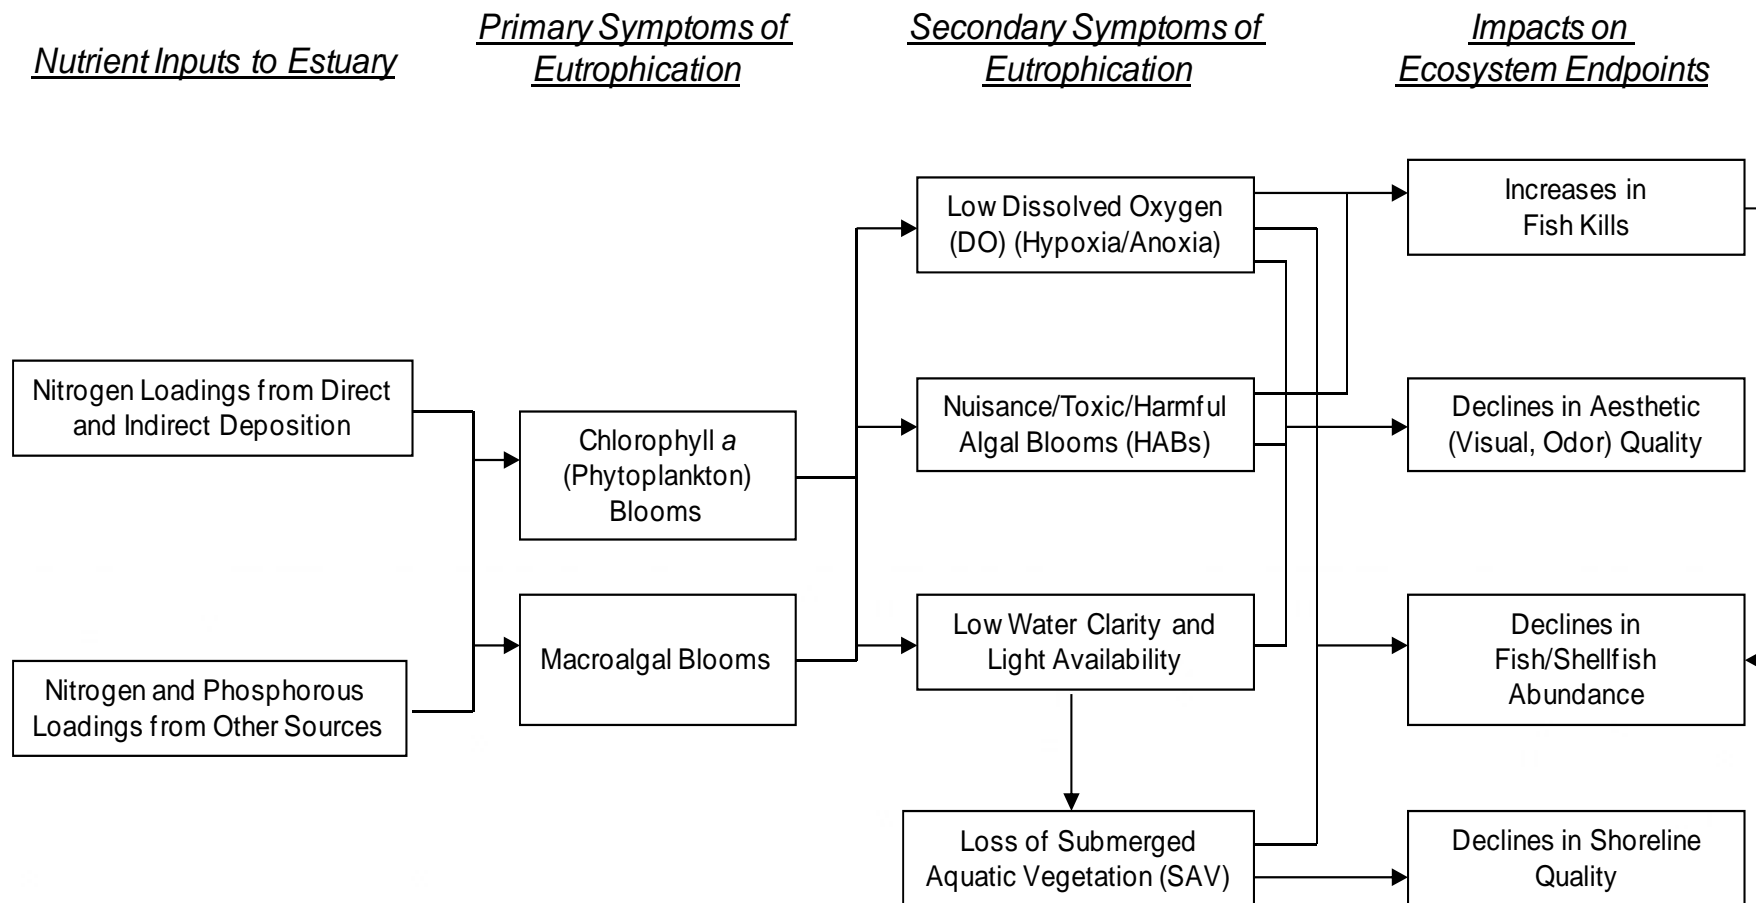 Nutrient Inputs to Estuary
Primary Symptoms of
Eutrophication
Secondary Symptoms of
Eutrophication
Impacts on
Ecosystem Endpoints
Nitrogen Loadings from Direct
and Indirect Deposition
Nitrogen and Phosphorous
Loadings from Other Sources
Chlorophyll a
(Phytoplankton)
Blooms
Macroalgal Blooms
Low Dissolved Oxygen
(DO) (Hypoxia/Anoxia)
Nuisance/Toxic/Harmful
Algal Blooms (HABs)
Low Water Clarity and
Light Availability
Loss of Submerged
Aquatic Vegetation (SAV)
Increases in
Fish Kills
Declines in Aesthetic
(Visual, Odor) Quality
Declines in
Fish/Shellfish
Abundance
Declines in Shoreline
Quality